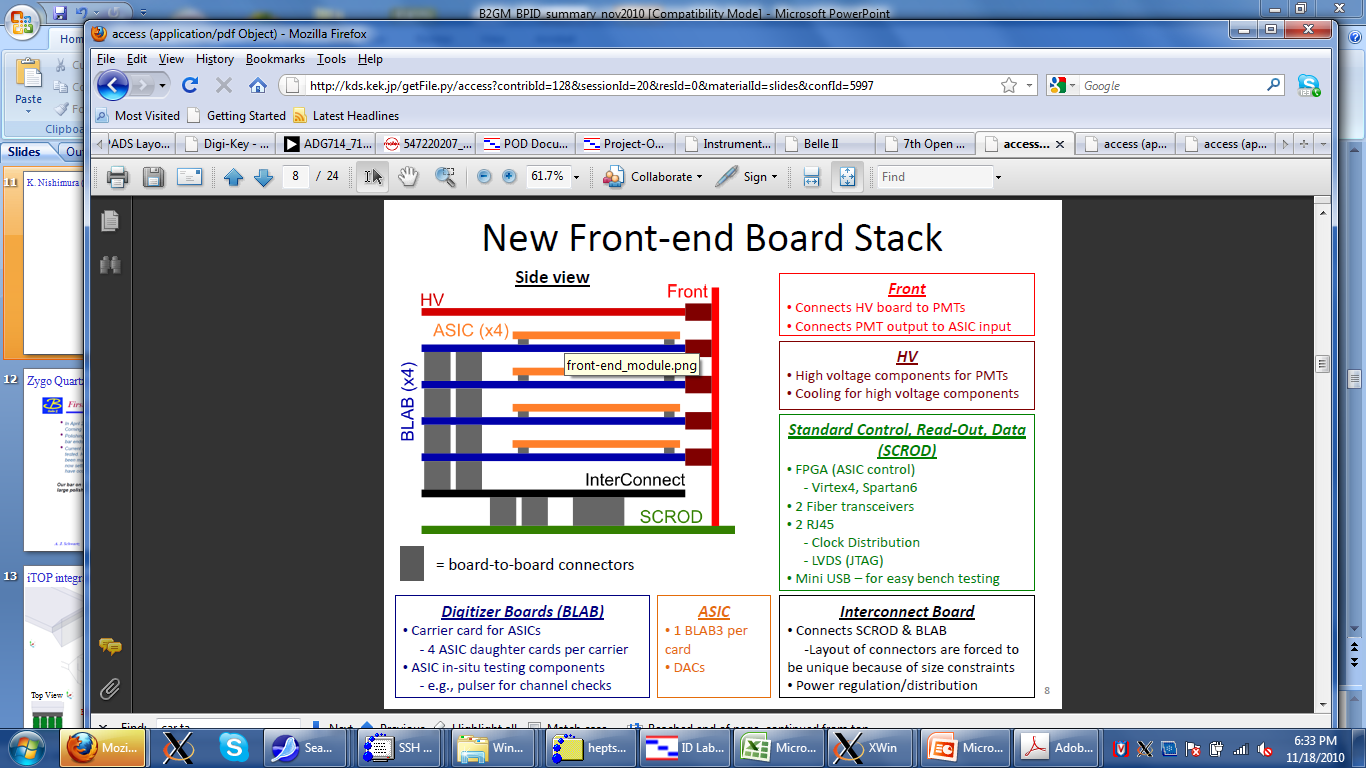 B2GM_BPID_summary_nov2010 [Compatibility Mode] - Microsoft PowerPoint
access (application/pdf Object) - Mozilla Firefox
File Edit View History Bookmarks Tools Help
http://kds.kek.jp/getFile.py/access?contribId=128&sessionId=20&resId=0&materialId=slides&confId=5997
Google
Most Visited Getting Started Latest Headlines
PADS Layo... Digi-Key - ... ADG714_71... 547220207_... POD Docu... Project-O... Instrument... Belle II 7th Open ... access... access (ap... access (ap...
8 / 24 61.7% Collaborate Sign Find
Hom
Paste
Clipboa
Slides Ou
11 K. Nishimura
12 Zygo Quart
13 iTOP integra
Top View
New Front-end Board Stack
Side view
HV
Front
ASIC (x4)
front-end_module.png
BLAB (x4)
InterConnect
SCROD
= board-to-board connectors
Front
• Connects HV board to PMTs
• Connects PMT output to ASIC input
HV
• High voltage components for PMTs
• Cooling for high voltage components
Standard Control, Read-Out, Data
(SCROD)
• FPGA (ASIC control)
- Virtex4, Spartan6
• 2 Fiber transceivers
• 2 RJ45
- Clock Distribution
- LVDS (JTAG)
• Mini USB – for easy bench testing
Digitizer Boards (BLAB)
• Carrier card for ASICs
- 4 ASIC daughter cards per carrier
• ASIC in-situ testing components
- e.g., pulser for channel checks
ASIC
• 1 BLAB3 per
card
• DACs
Interconnect Board
• Connects SCROD & BLAB
-Layout of connectors are forced to
be unique because of size constraints
• Power regulation/distribution
8
Mozi... Sea... SSH ... Win... hepts... ID Lab... Micro... XWin Micro... Adob...
6:33 PM
11/18/2010